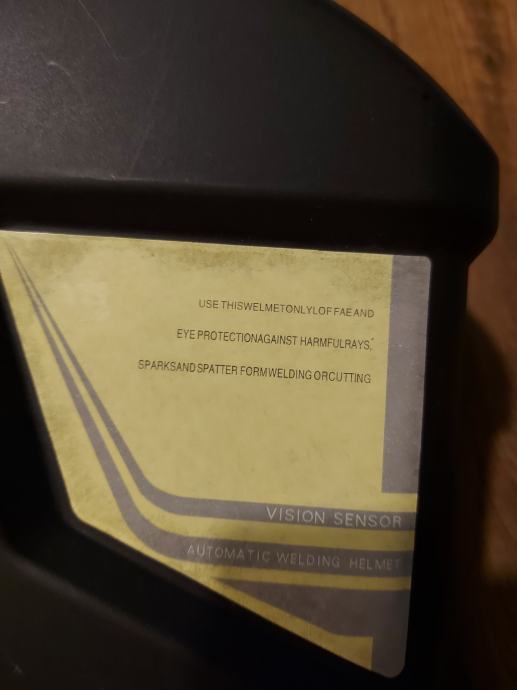 USE THISWELMETONLYLOF FAE AND
EYE PROTECTIONAGAINST HARMFULRAYS,
SPARKSAND SPATTER FORMWELDING ORCUTTING
VISION SENSOR
AUTOMATIC WELDING HELMET